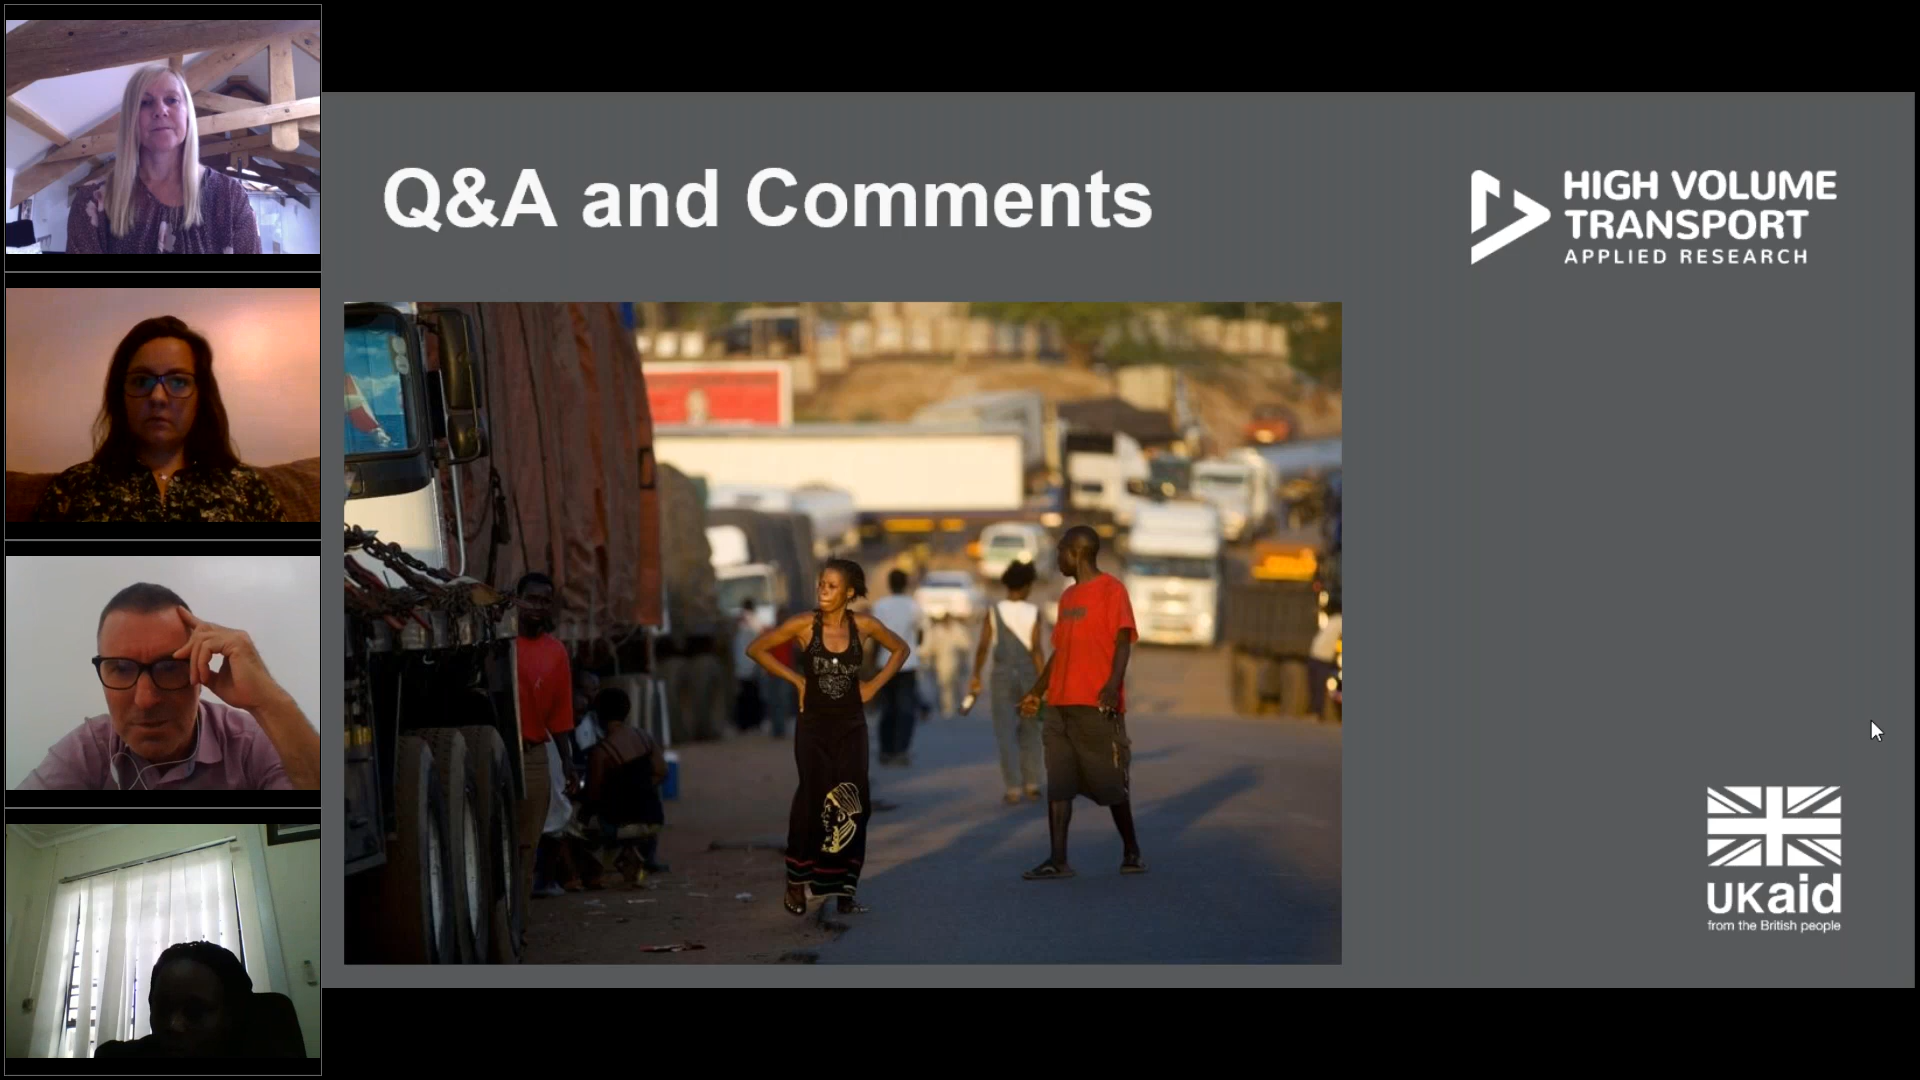 Q&A and Comments
HIGH VOLUME
TRANSPORT
APPLIED RESEARCH
UKaid
from the British people